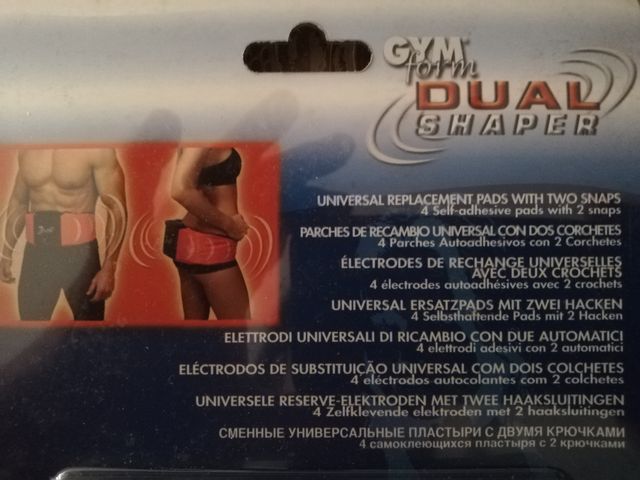 GYM
form
DUAL
SHAPER
UNIVERSAL REPLACEMENT PADS WITH TWO SNAPS
4 Self-adhesive pads with 2 snaps
PARCHES DE RECAMBIO UNIVERSAL CON DOS CORCHETES
4 Parches Autoadhesivos con 2 Corchetes
ÉLECTRODES DE RECHANGE UNIVERSELLES
AVEC DEUX CROCHETS
4 électrodes autoadhésives avec 2 crochets
UNIVERSAL ERSATZPADS MIT ZWEI HACKEN
4 Selbsthaftende Pads mit 2 Hacken
ELETTRODI UNIVERSALI DI RICAMBIO CON DUE AUTOMATICI
4 elettrodi adesivi con 2 automatici
ELÉCTRODOS DE SUBSTITUIÇÃO UNIVERSAL COM DOIS COLCHETES
4 eléctrodos autocolantes com 2 colchetes
UNIVERSELE RESERVE-ELEKTRODEN MET TWEE HAAKSLUITINGEN
4 Zelfklevende elektroden met 2 haaksluitingen
СМЕННЫЕ УНИВЕРСАЛЬНЫЕ ПЛАСТЫРИ С ДВУМЯ КРЮЧКАМИ
4 самоклеющихся пластыря с 2 крючками